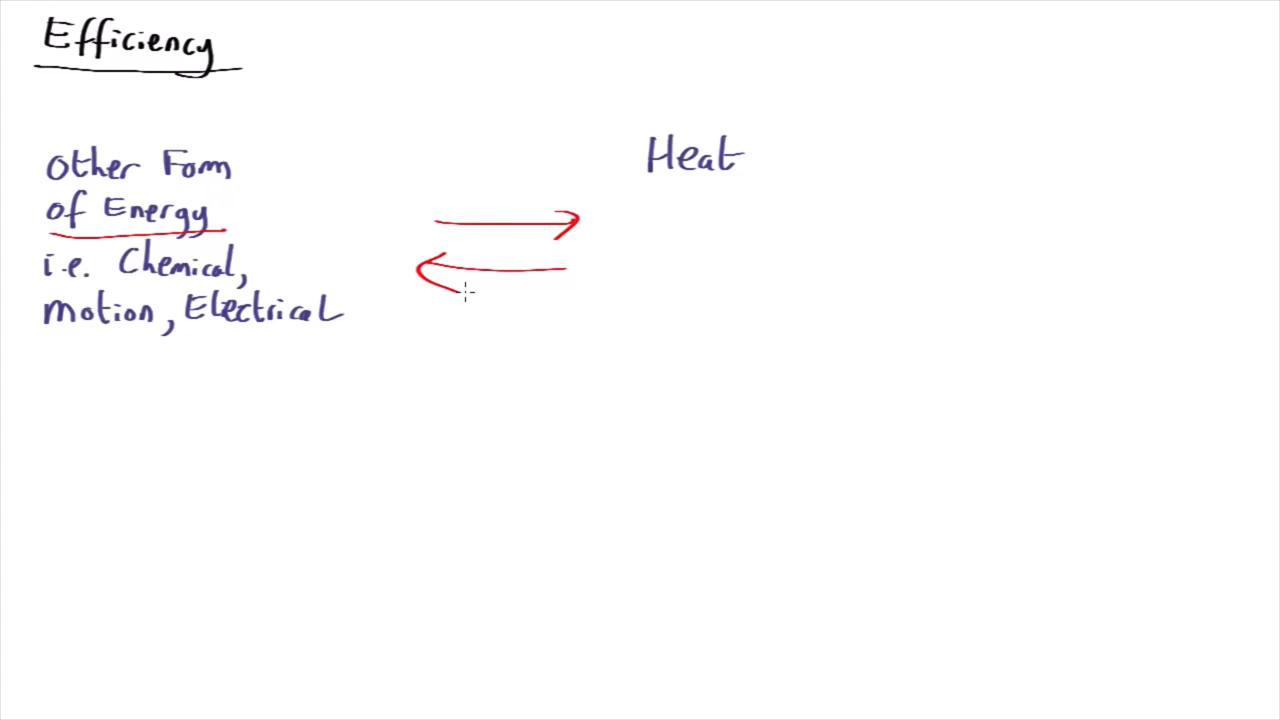 Efficiency
Other Form
of Energy
i.e. Chemical,
Motion, Electrical
Heat